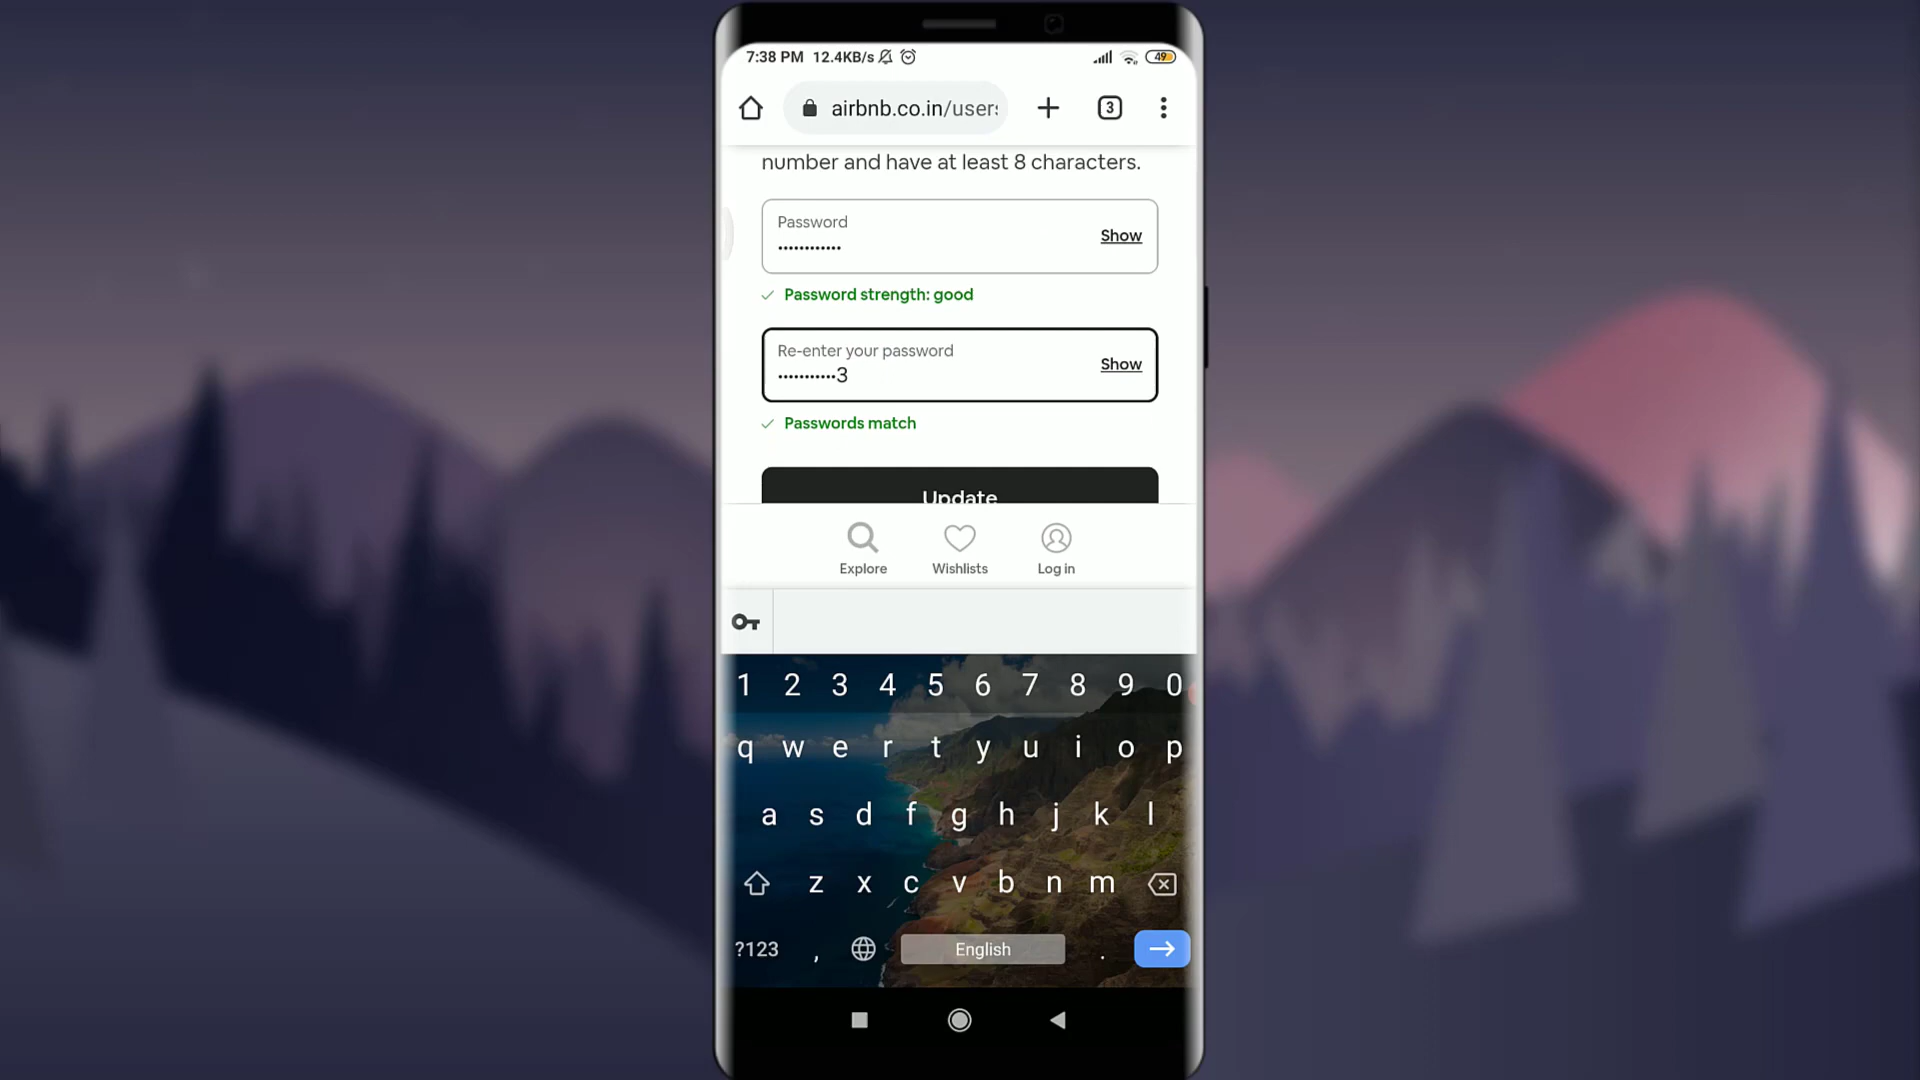 7:38 PM 12.4KB/s 49
airbnb.co.in/user
3
number and have at least 8 characters.
Password
•••••••••••• Show
Password strength: good
Re-enter your password
•••••••••••3 Show
Passwords match
Update
Explore Wishlists Log in
1 2 3 4 5 6 7 8 9 0
q w e r t y u i o p
a s d f g h j k l
z x c v b n m
?123 , English .